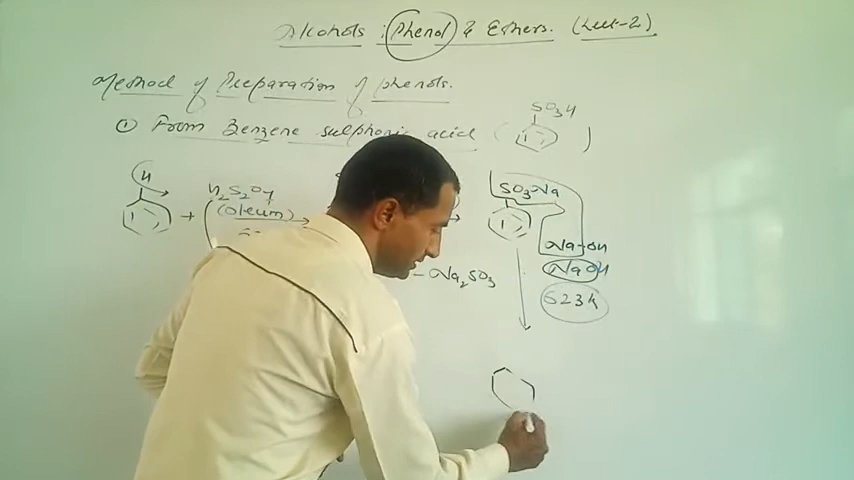 Alcohols : Phenol & Ethers. (Lect-2)
Method of Preparation of phenols.
① From Benzene sulphonic acid ( SO3H )
H
+ H2S2O7
(Oleum)
SO3Na
Na-OH
NaOH
- Na2SO3
523K